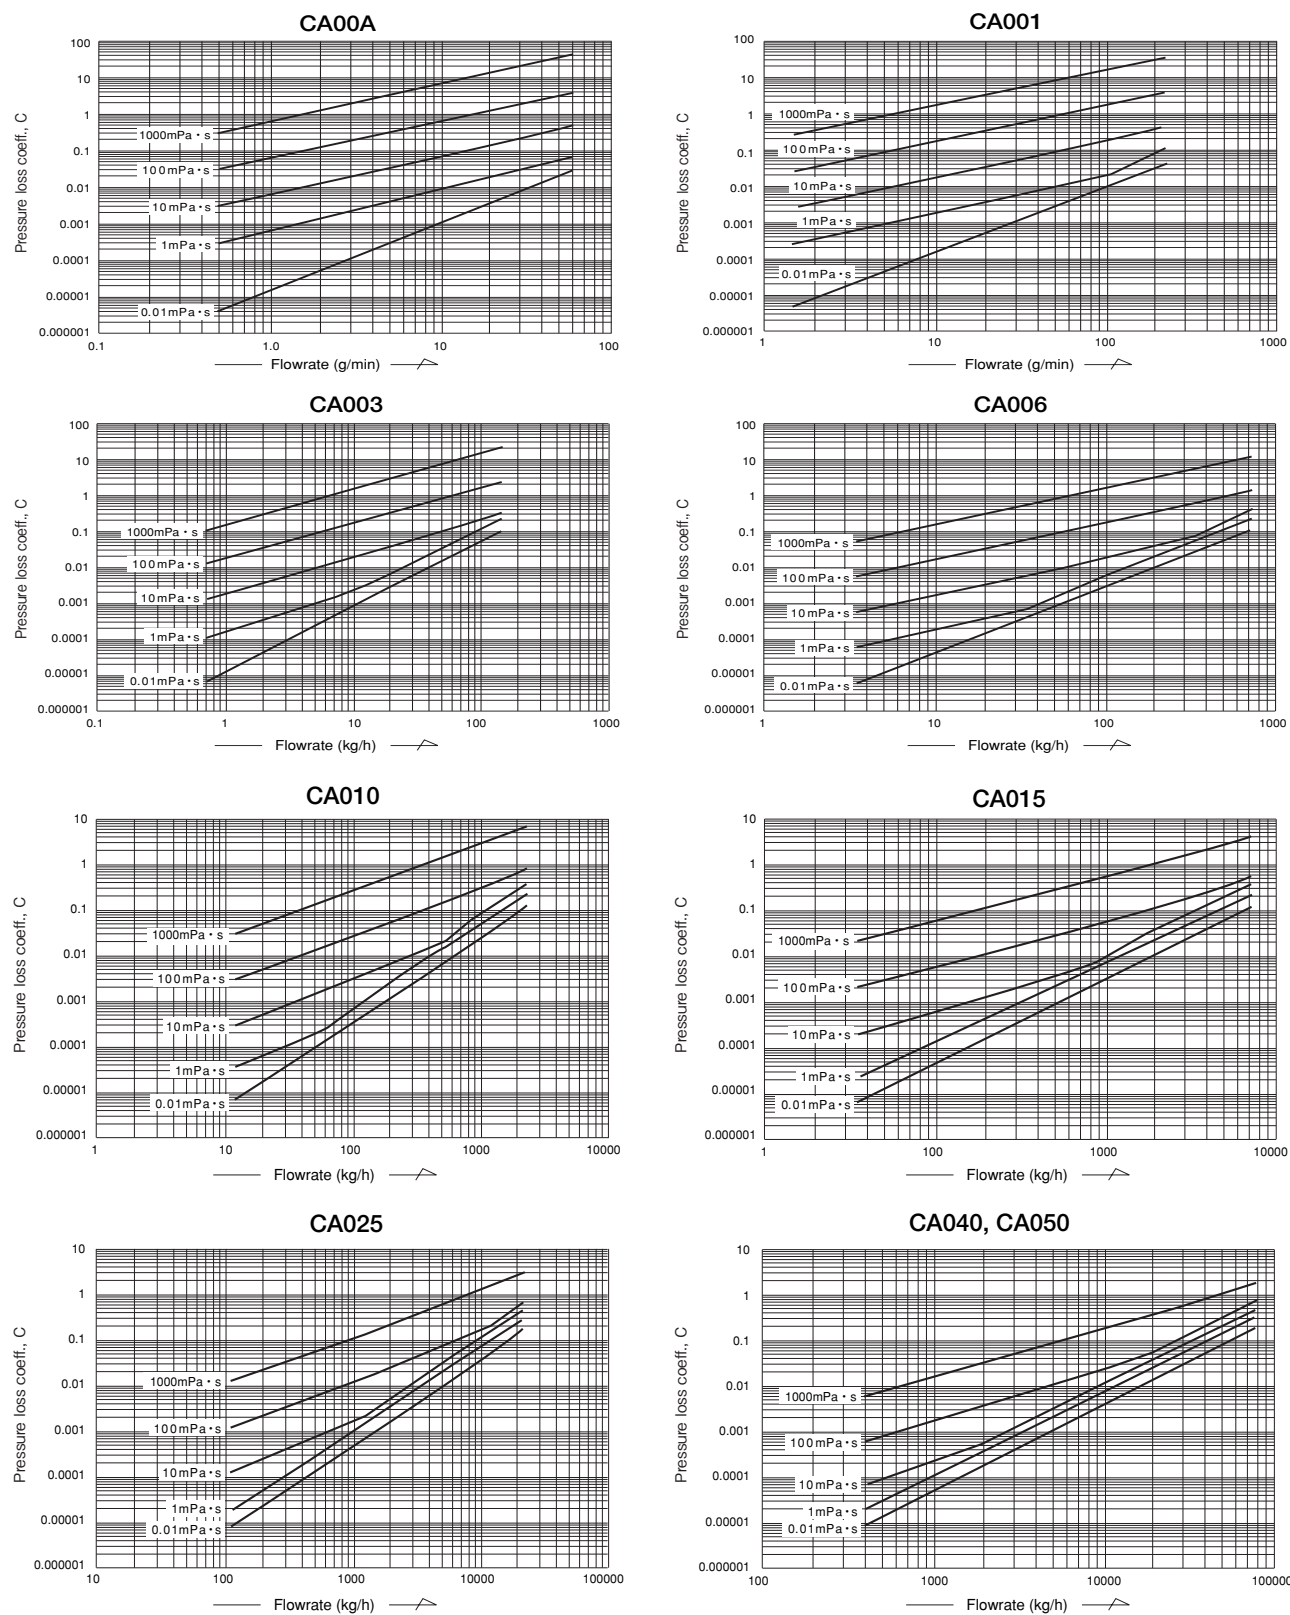 CA00A
Pressure loss coeff., C
100
10
1
0.1
0.01
0.001
0.0001
0.00001
0.000001
1000mPa・s
100mPa・s
10mPa・s
1mPa・s
0.01mPa・s
0.1
1.0
10
100
Flowrate (g/min)
CA001
Pressure loss coeff., C
100
10
1
0.1
0.01
0.001
0.0001
0.00001
0.000001
1000mPa・s
100mPa・s
10mPa・s
1mPa・s
0.01mPa・s
1
10
100
1000
Flowrate (g/min)
CA003
Pressure loss coeff., C
100
10
1
0.1
0.01
0.001
0.0001
0.00001
0.000001
1000mPa・s
100mPa・s
10mPa・s
1mPa・s
0.01mPa・s
0.1
1
10
100
1000
Flowrate (kg/h)
CA006
Pressure loss coeff., C
100
10
1
0.1
0.01
0.001
0.0001
0.00001
0.000001
1000mPa・s
100mPa・s
10mPa・s
1mPa・s
0.01mPa・s
1
10
100
1000
Flowrate (kg/h)
CA010
Pressure loss coeff., C
10
1
0.1
0.01
0.001
0.0001
0.00001
0.000001
1000mPa・s
100mPa・s
10mPa・s
1mPa・s
0.01mPa・s
1
10
100
1000
10000
Flowrate (kg/h)
CA015
Pressure loss coeff., C
10
1
0.1
0.01
0.001
0.0001
0.00001
0.000001
1000mPa・s
100mPa・s
10mPa・s
1mPa・s
0.01mPa・s
1
100
1000
10000
Flowrate (kg/h)
CA025
Pressure loss coeff., C
10
1
0.1
0.01
0.001
0.0001
0.00001
0.000001
1000mPa・s
100mPa・s
10mPa・s
1mPa・s
0.01mPa・s
10
100
1000
10000
100000
Flowrate (kg/h)
CA040, CA050
Pressure loss coeff., C
10
1
0.1
0.01
0.001
0.0001
0.00001
0.000001
1000mPa・s
100mPa・s
10mPa・s
1mPa・s
0.01mPa・s
100
1000
10000
100000
Flowrate (kg/h)